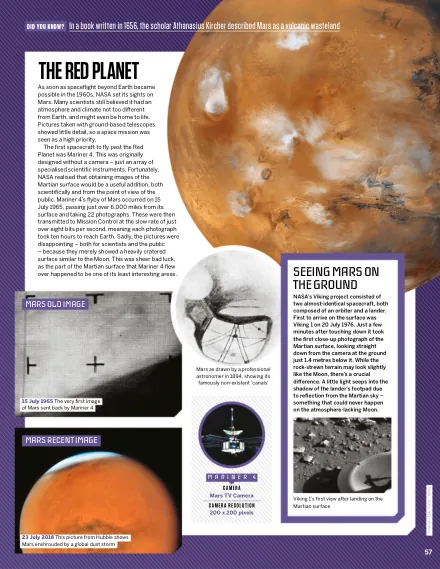 DID YOU KNOW? In a book written in 1656, the scholar Athanasius Kircher described Mars as a volcanic wasteland
THE RED PLANET
As soon as spaceflight beyond Earth became
possible in the 1960s, NASA set its sights on
Mars. Many scientists still believed it had an
atmosphere and climate not too different
from Earth, and might even be home to life.
Pictures taken with ground-based telescopes
showed little detail, so a space mission was
seen as a high priority.
The first spacecraft to fly past the Red
Planet was Mariner 4. This was originally
designed without a camera – just an array of
specialised scientific instruments. Fortunately,
NASA realised that obtaining images of the
Martian surface would be a useful addition, both
scientifically and from the point of view of the
public. Mariner 4's flyby of Mars occurred on 15
July 1965, passing just over 6,000 miles from its
surface and taking 22 photographs. These were then
transmitted to Mission Control at the slow rate of just
over eight bits per second, meaning each photograph
took ten hours to reach Earth. Sadly, the pictures were
disappointing – both for scientists and the public
– because they merely showed a heavily cratered
surface similar to the Moon. This was sheer bad luck,
as the part of the Martian surface that Mariner 4 flew
over happened to be one of its least interesting areas.
MARS OLD IMAGE
15 July 1965 The very first image
of Mars sent back by Mariner 4
MARS RECENT IMAGE
23 July 2018 This picture from Hubble shows
Mars enshrouded by a global dust storm
Mars as drawn by a professional
astronomer in 1894, showing its
famously non-existent 'canals'
MARINER 4
CAMERA
Mars TV Camera
CAMERA RESOLUTION
200 x 200 pixels
SEEING MARS ON
THE GROUND
NASA's Viking project consisted of
two almost-identical spacecraft, both
composed of an orbiter and a lander.
First to arrive on the surface was
Viking 1 on 20 July 1976. Just a few
minutes after touching down it took
the first close-up photograph of the
Martian surface, looking straight
down from the camera at the ground
just 1.4 metres below it. While the
rock-strewn terrain may look slightly
like the Moon, there's a crucial
difference. A little light seeps into the
shadow of the lander's footpad due
to reflection from the Martian sky –
something that could never happen
on the atmosphere-lacking Moon.
Viking 1's first view after landing on the
Martian surface
57